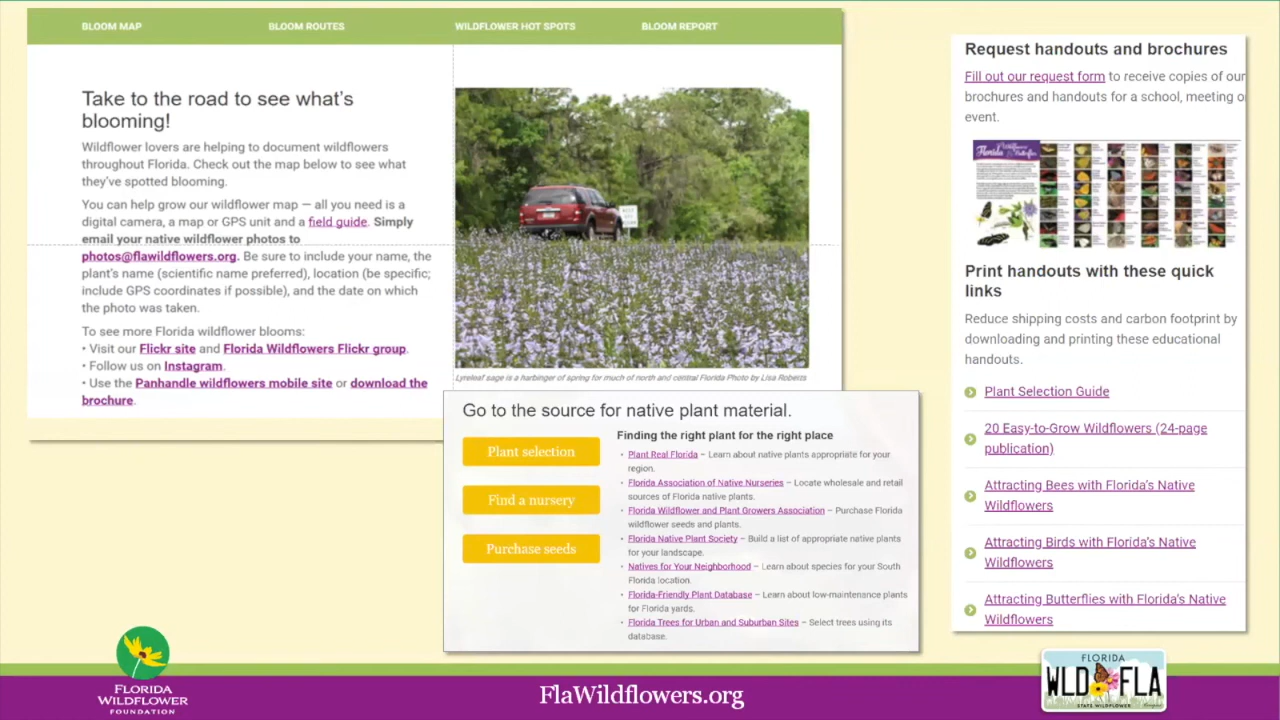 BLOOM MAP
BLOOM ROUTES
WILDFLOWER HOT SPOTS
BLOOM REPORT
Take to the road to see what's
blooming!
Wildflower lovers are helping to document wildflowers
throughout Florida. Check out the map below to see what
they've spotted blooming.
You can help grow our wildflower map — all you need is a
digital camera, a map or GPS unit and a field guide. Simply
email your native wildflower photos to
photos@flawildflowers.org. Be sure to include your name, the
plant's name (scientific name preferred), location (be specific;
include GPS coordinates if possible), and the date on which
the photo was taken.
To see more Florida wildflower blooms:
• Visit our Flickr site and Florida Wildflowers Flickr group.
• Follow us on Instagram.
• Use the Panhandle wildflowers mobile site or download the
brochure.
Lyreleaf sage is a harbinger of spring for much of north and central Florida Photo by Lisa Roberts
Go to the source for native plant material.
Plant selection
Find a nursery
Purchase seeds
Finding the right plant for the right place
• Plant Real Florida – Learn about native plants appropriate for your
region.
• Florida Association of Native Nurseries – Locate wholesale and retail
sources of Florida native plants.
• Florida Wildflower and Plant Growers Association – Purchase Florida
wildflower seeds and plants.
• Florida Native Plant Society – Build a list of appropriate native plants
for your landscape.
• Natives for Your Neighborhood – Learn about species for your South
Florida location.
• Florida-Friendly Plant Database – Learn about low-maintenance plants
for Florida yards.
• Florida Trees for Urban and Suburban Sites – Select trees using its
database.
Request handouts and brochures
Fill out our request form to receive copies of our
brochures and handouts for a school, meeting o
event.
Florida
Print handouts with these quick
links
Reduce shipping costs and carbon footprint by
downloading and printing these educational
handouts.
Plant Selection Guide
20 Easy-to-Grow Wildflowers (24-page
publication)
Attracting Bees with Florida's Native
Wildflowers
Attracting Birds with Florida's Native
Wildflowers
Attracting Butterflies with Florida's Native
Wildflowers
FLORIDA
WILDFLOWER
FOUNDATION
FlaWildflowers.org
FLORIDA
WLD FLA
STATE WILDFLOWER